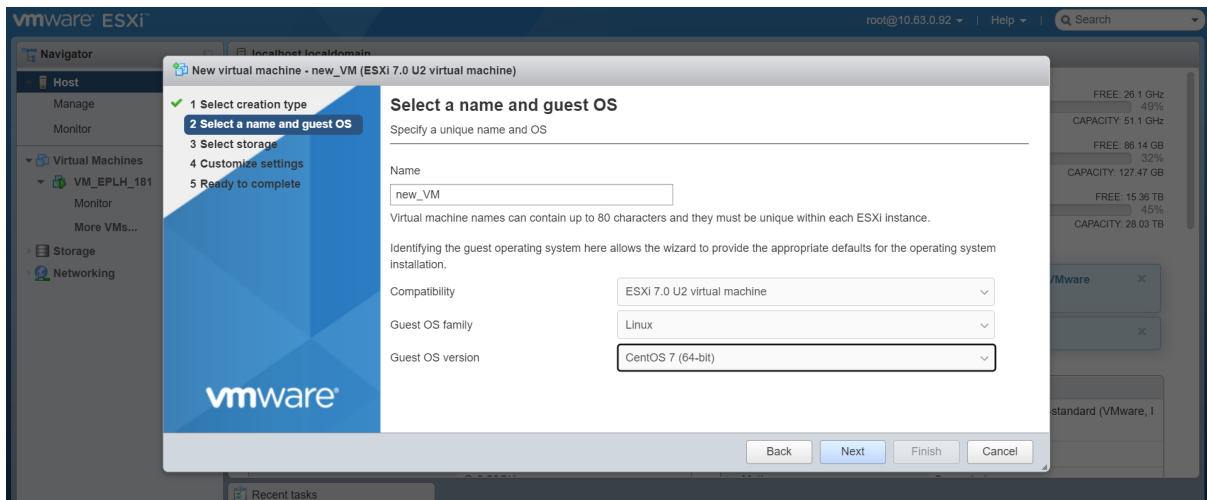 vmware ESXi™
root@10.63.0.92 | Help | Search
Navigator
localhost.localdomain
Host
Manage
Monitor
Virtual Machines
VM_EPLH_181
Monitor
More VMs...
Storage
Networking
New virtual machine - new_VM (ESXi 7.0 U2 virtual machine)
1 Select creation type
2 Select a name and guest OS
3 Select storage
4 Customize settings
5 Ready to complete
vmware®
Select a name and guest OS
Specify a unique name and OS
Name
new_VM
Virtual machine names can contain up to 80 characters and they must be unique within each ESXi instance.
Identifying the guest operating system here allows the wizard to provide the appropriate defaults for the operating system
installation.
Compatibility ESXi 7.0 U2 virtual machine
Guest OS family Linux
Guest OS version CentOS 7 (64-bit)
Back Next Finish Cancel
FREE: 26.1 GHz
49%
CAPACITY: 51.1 GHz
FREE: 86.14 GB
32%
CAPACITY: 127.47 GB
FREE: 15.36 TB
45%
CAPACITY: 28.03 TB
VMware
-standard (VMware, I
Recent tasks